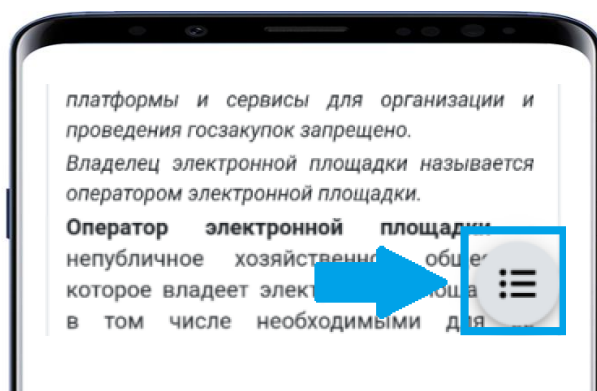 платформы и сервисы для организации и
проведения госзакупок запрещено.
Владелец электронной площадки называется
оператором электронной площадки.
Оператор электронной площадки
непубличное хозяйственно
которое владеет
в том числе необходимыми для